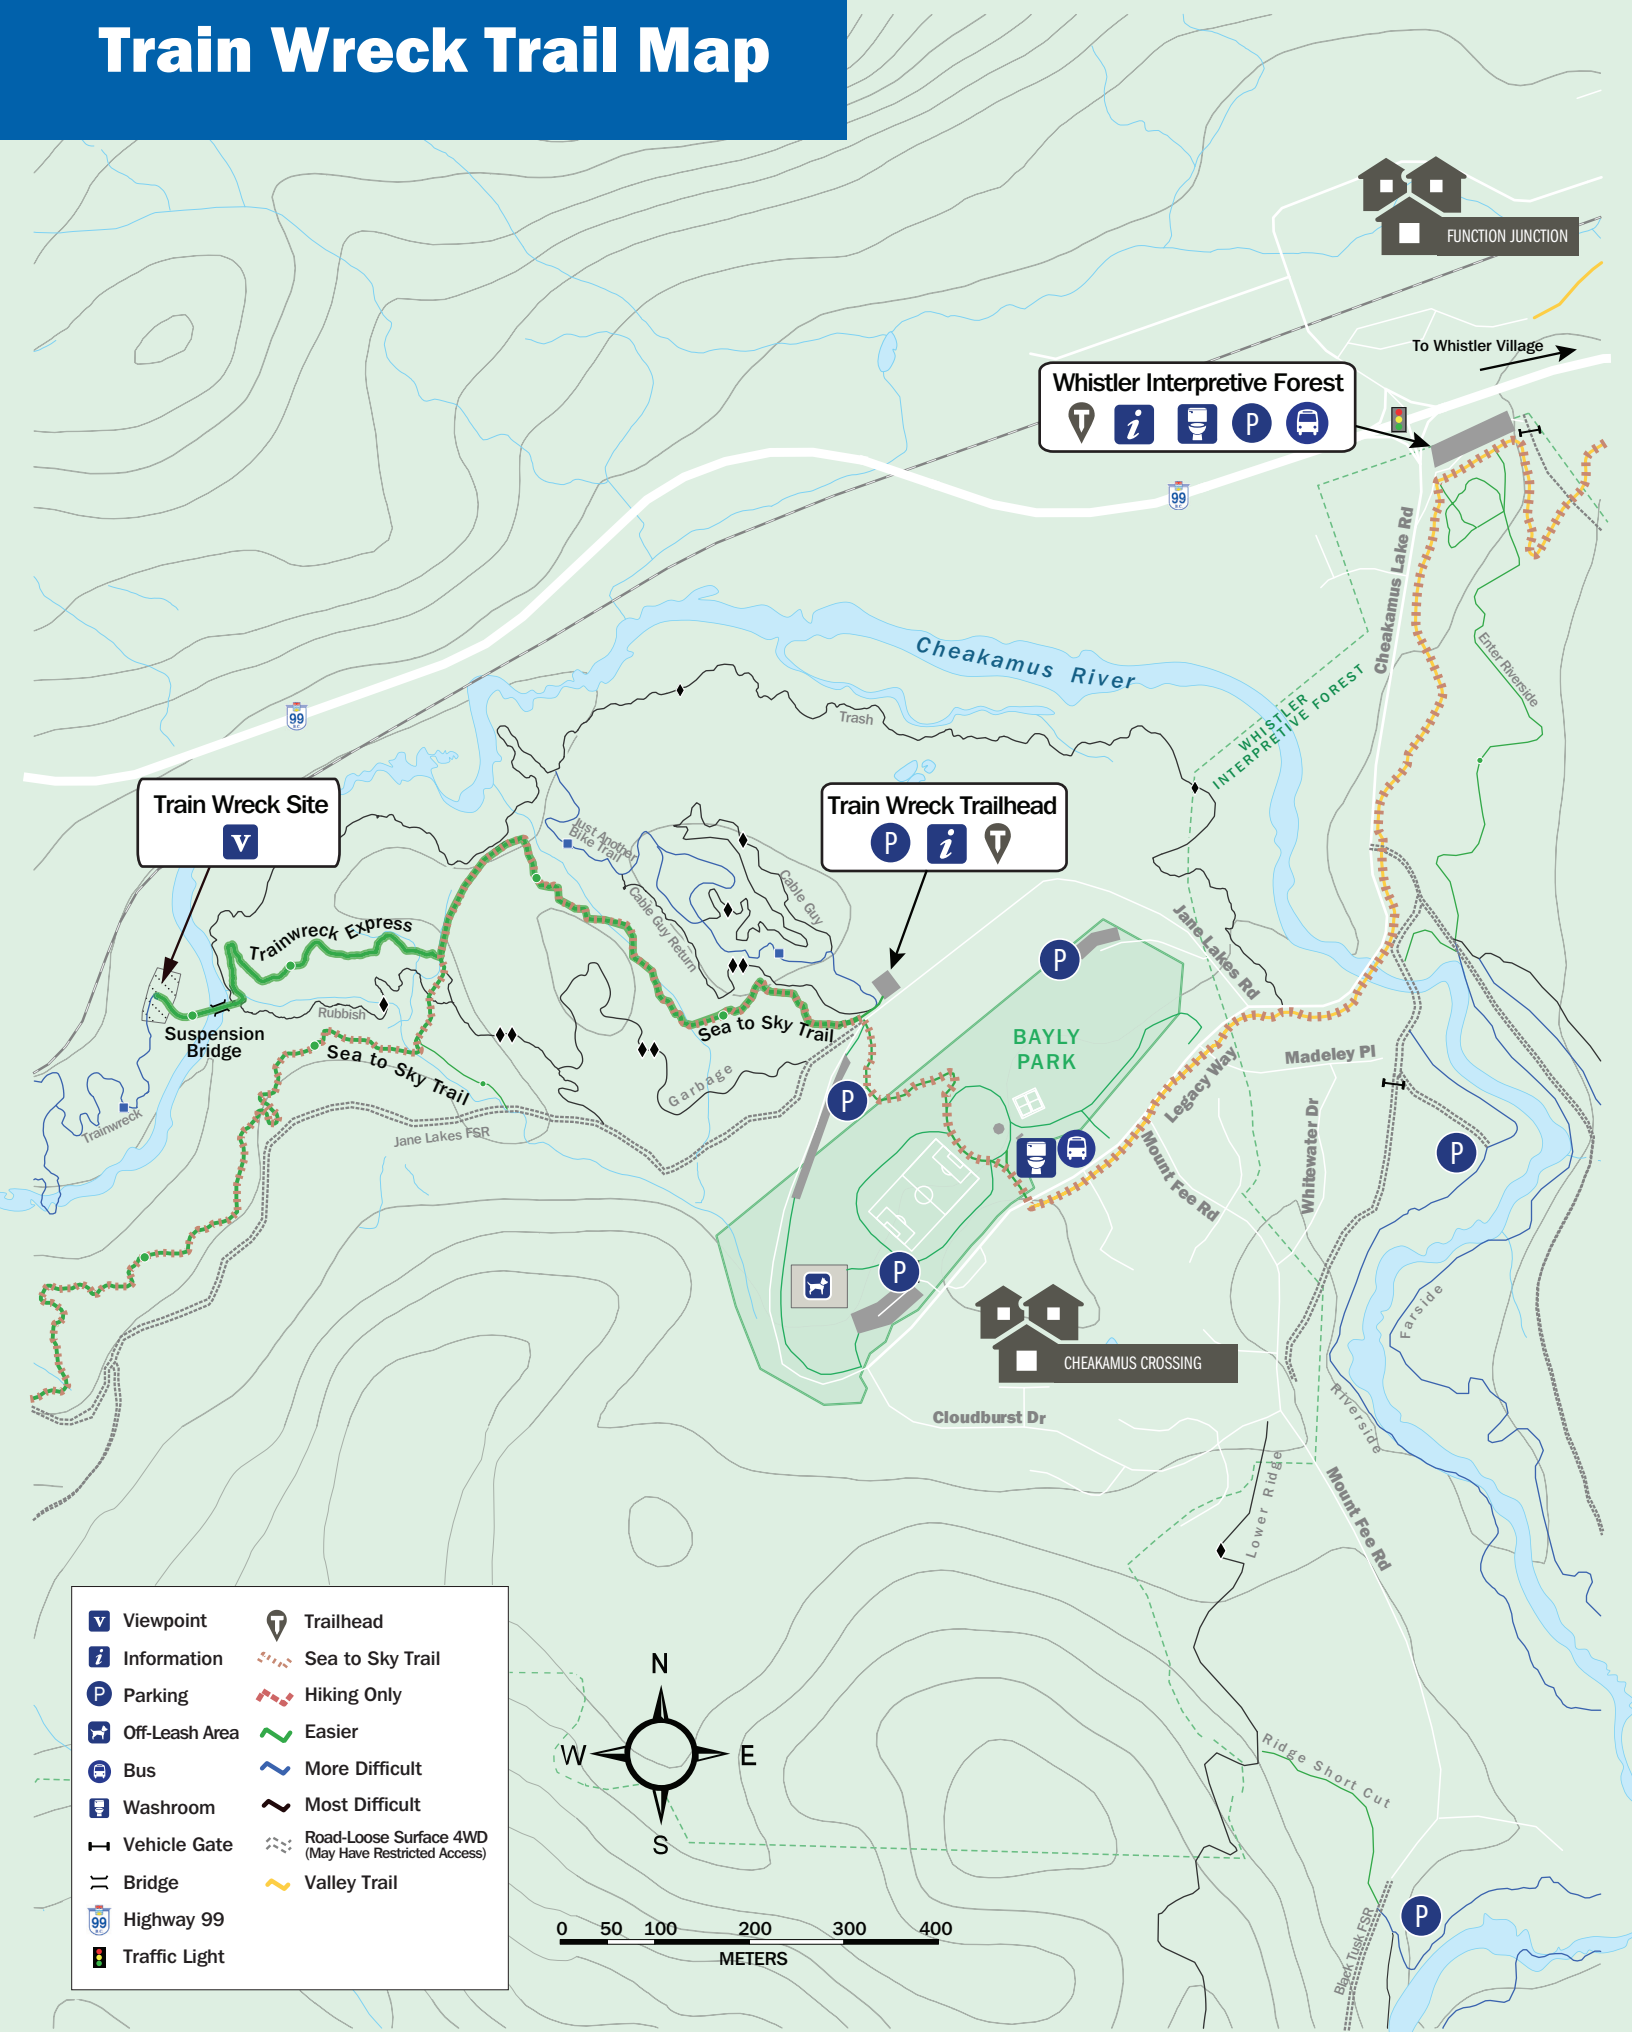 Train Wreck Trail Map
FUNCTION JUNCTION
To Whistler Village
Whistler Interpretive Forest
T
i
P
99
Cheakamus Lake Rd
Enter Riverside
Cheakamus River
WHISTLER
INTERPRETIVE FOREST
99
Trash
Train Wreck Site
V
Train Wreck Trailhead
P
i
T
Just Another
Bike Trail
Cable Guy
Cable Guy Return
Trainwreck Express
Jane Lakes Rd
P
Suspension
Bridge
Rubbish
Sea to Sky Trail
Sea to Sky Trail
BAYLY
PARK
Madeley Pl
Legacy Way
Garbage
P
Trainwreck
Jane Lakes FSR
Mount Fee Rd
Whitewater Dr
P
P
Farside
CHEAKAMUS CROSSING
Cloudburst Dr
Riverside
Lower Ridge
Mount Fee Rd
V Viewpoint
i Information
P Parking
Off-Leash Area
Bus
Washroom
Vehicle Gate
Bridge
99 B.C. Highway 99
Traffic Light
T Trailhead
Sea to Sky Trail
Hiking Only
Easier
More Difficult
Most Difficult
Road-Loose Surface 4WD
(May Have Restricted Access)
Valley Trail
N
W E
S
0 50 100 200 300 400
METERS
Ridge Short Cut
Black Tusk FSR
P